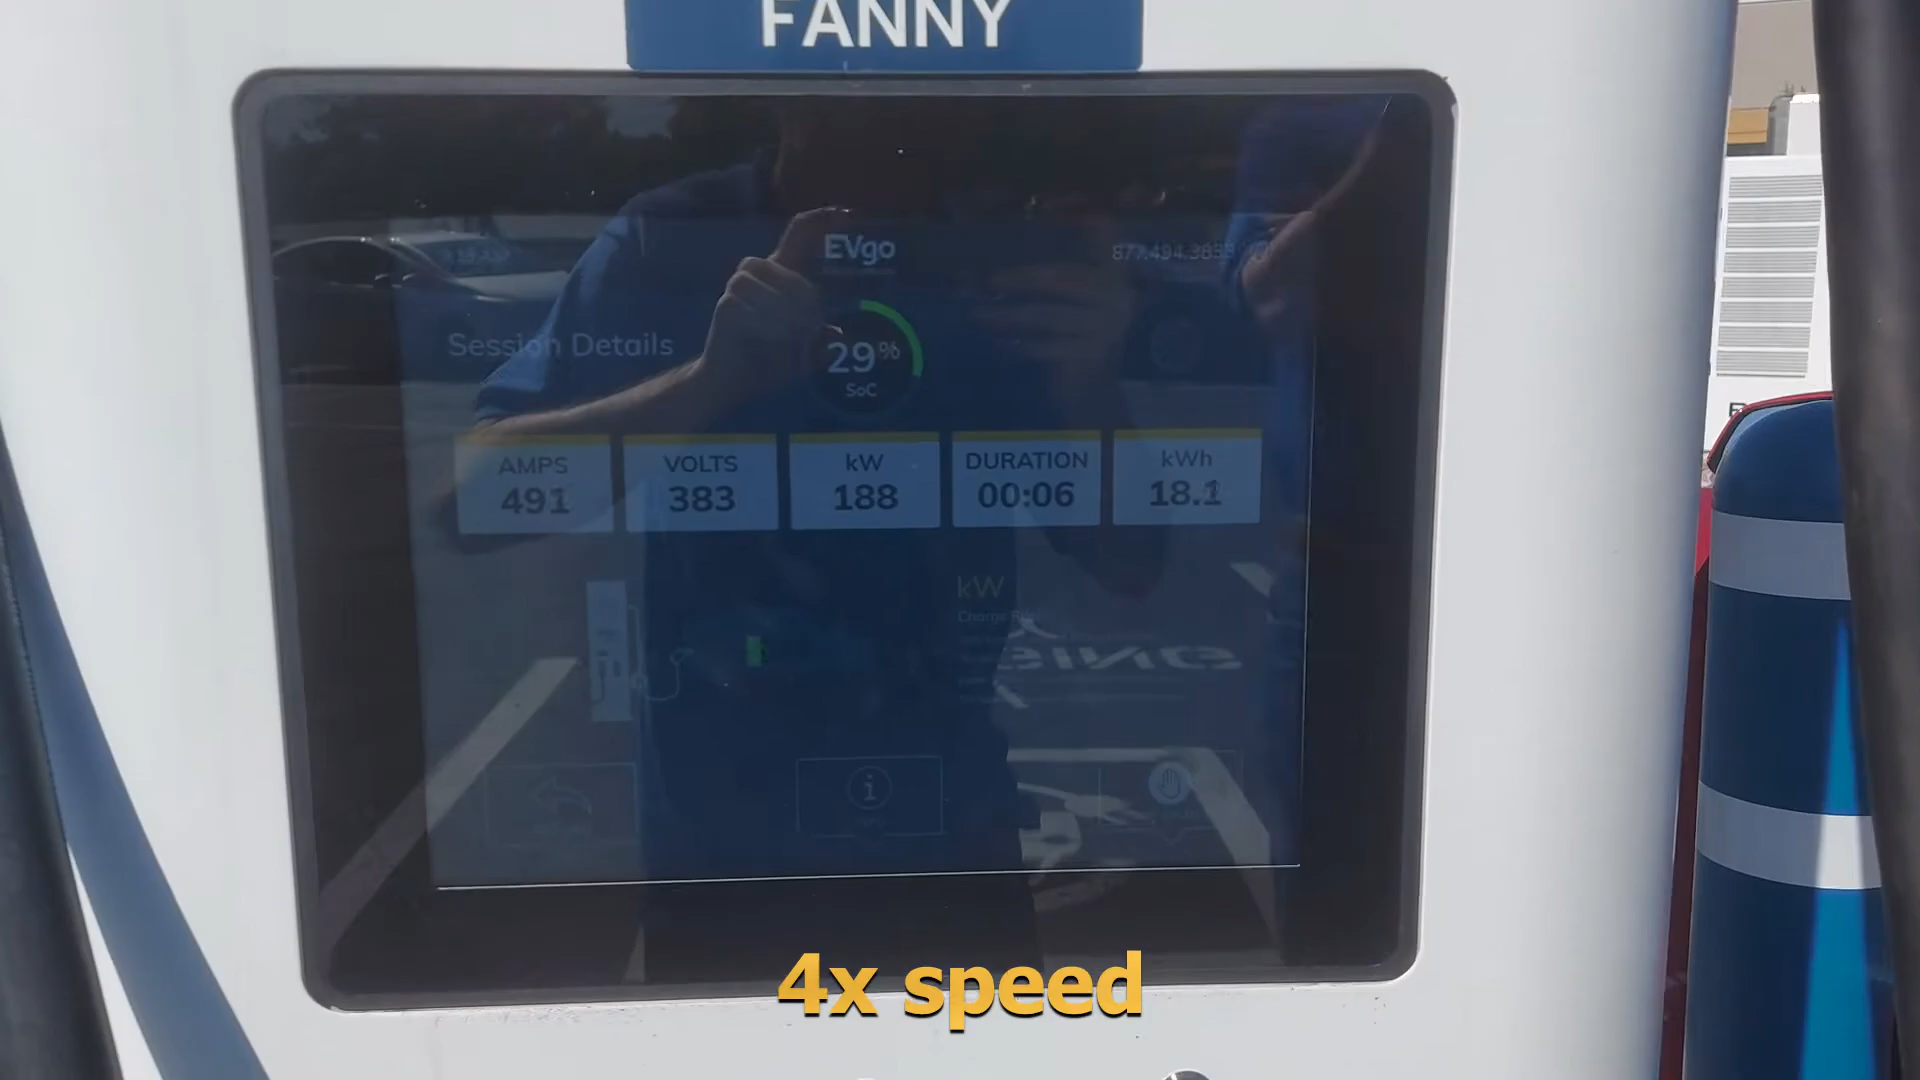 FANNY
EVgo
Session Details
29%
SoC
AMPS
491
VOLTS
383
kW
188
DURATION
00:06
kWh
18.1
kW
4x speed